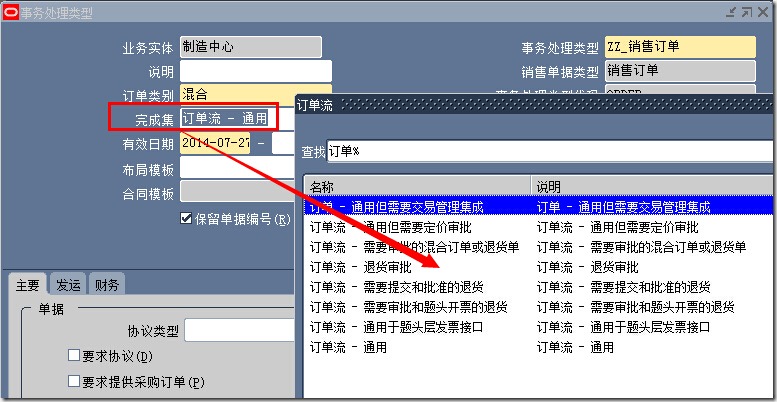 事务处理类型
业务实体 制造中心 事务处理类型 ZZ_销售订单
说明 销售单据类型 销售订单
订单类别 混合
完成集 订单流 - 通用
有效日期 2014-07-27 -
布局模板
合同模板
保留单据编号(R)
订单流
查找 订单%
名称 说明
订单 - 通用但需要交易管理集成 订单 - 通用但需要交易管理集成
订单流 - 通用但需要定价审批 订单流 - 通用但需要定价审批
订单流 - 需要审批的混合订单或退货单 订单流 - 需要审批的混合订单或退货单
订单流 - 退货审批 订单流 - 退货审批
订单流 - 需要提交和批准的退货 订单流 - 需要提交和批准的退货
订单流 - 需要审批和题头开票的退货 订单流 - 需要审批和题头开票的退货
订单流 - 通用于题头层发票接口 订单流 - 通用于题头层发票接口
订单流 - 通用 订单流 - 通用
主要 发运 财务
单据
协议类型
要求协议(D)
要求提供采购订单(P)